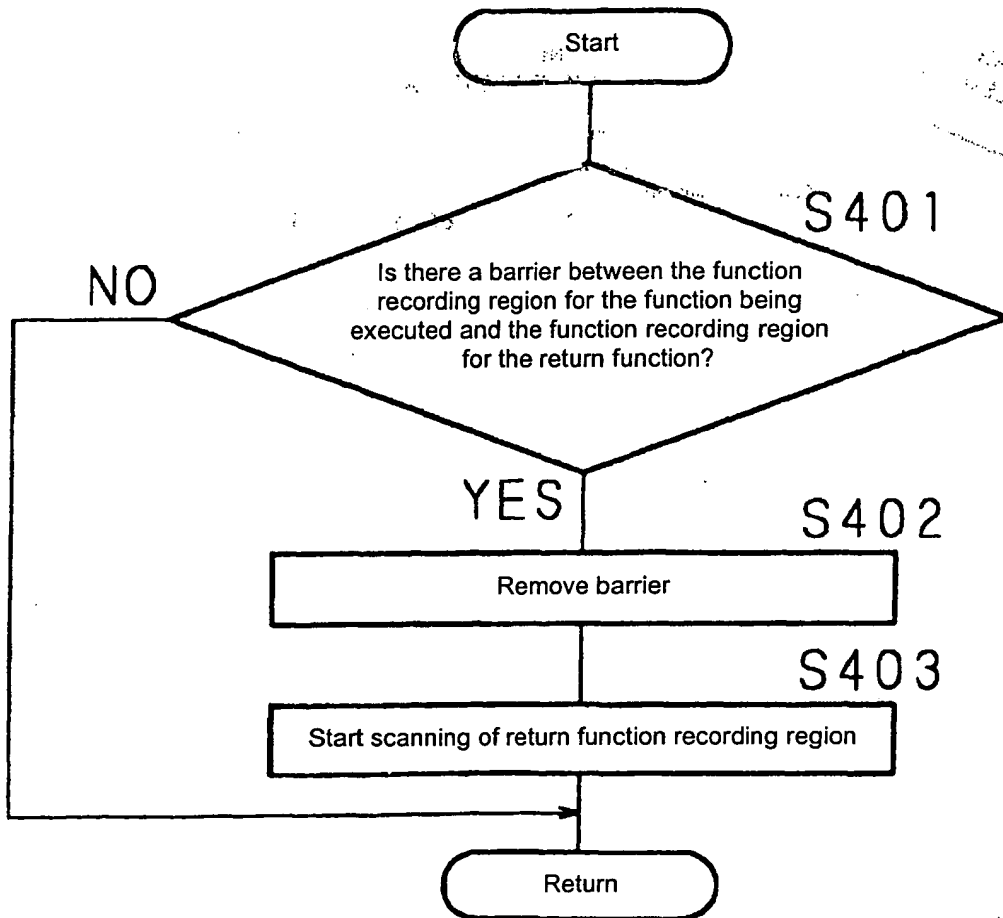 Start
S401
NO
Is there a barrier between the function
recording region for the function being
executed and the function recording region
for the return function?
YES
S402
Remove barrier
S403
Start scanning of return function recording region
Return